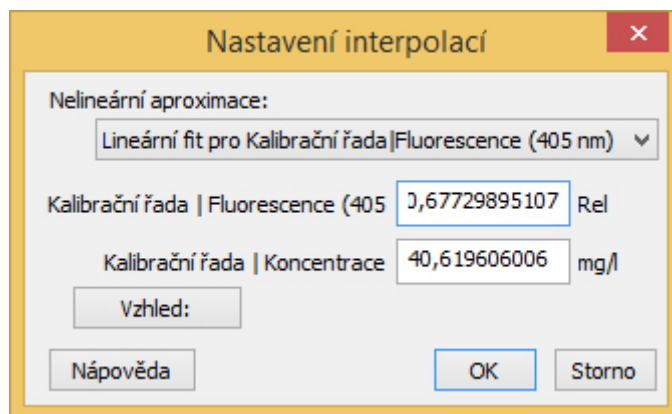 Nastavení interpolací
Nelineární aproximace:
Lineární fit pro Kalibrační řada|Fluorescence (405 nm)
Kalibrační řada | Fluorescence (405 0,67729895107 Rel
Kalibrační řada | Koncentrace 40,619606006 mg/l
Vzhled:
Nápověda OK Storno